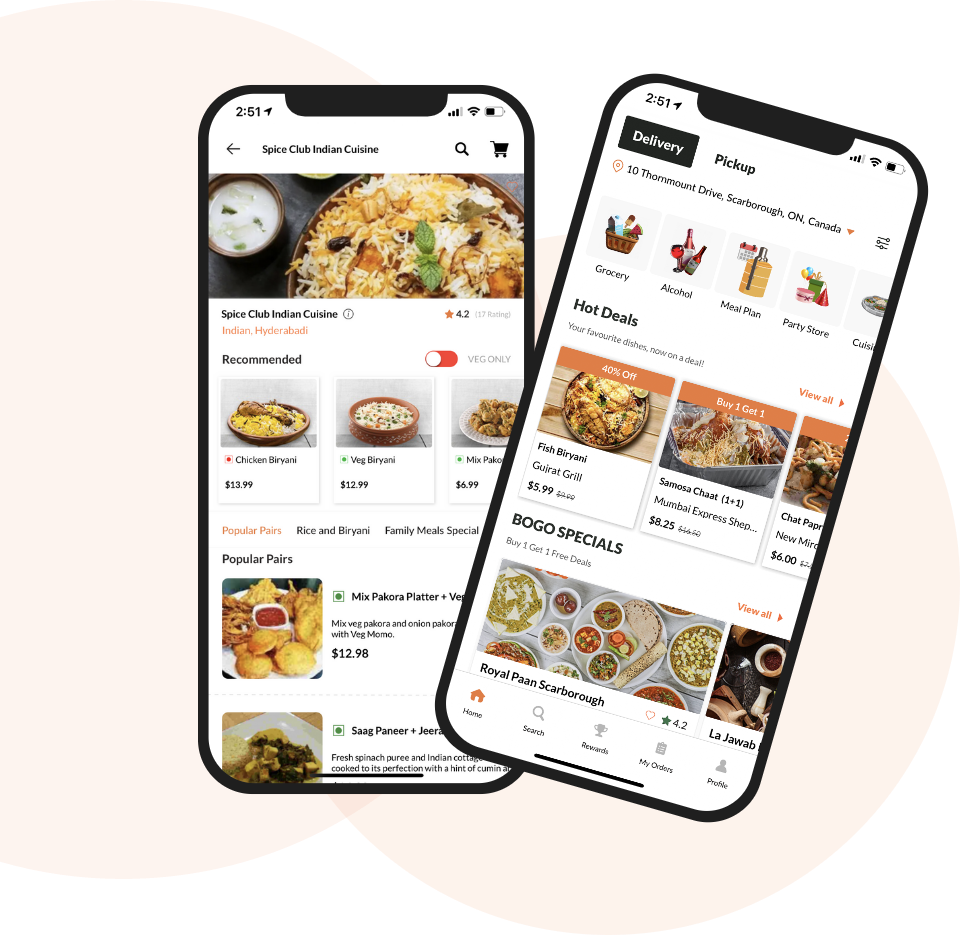 2:51
Spice Club Indian Cuisine
Spice Club Indian Cuisine
4.2 (17 Rating)
Indian, Hyderabadi
Recommended
VEG ONLY
Chicken Biryani
Veg Biryani
Mix Pako
$13.99
$12.99
$6.99
Popular Pairs
Rice and Biryani
Family Meals Special
Popular Pairs
Mix Pakora Platter + Veg
Mix veg pakora and onion pakora
with Veg Momo.
$12.98
Saag Paneer + Jeera
Fresh spinach puree and Indian cottag
cooked to its perfection with a hint of cumin a
2:51
Delivery
Pickup
10 Thornmount Drive, Scarborough, ON, Canada
Grocery
Alcohol
Meal Plan
Party Store
Cuisi
Hot Deals
Your favourite dishes, now on a deal!
View all
40% Off
Buy 1 Get 1
Fish Biryani
Gujrat Grill
$5.99 $9.99
Samosa Chaat (1+1)
Mumbai Express Shep...
$8.25 $16.50
Chat Papr
New Mirc
$6.00 $7.
BOGO SPECIALS
Buy 1 Get 1 Free Deals
View all
Royal Paan Scarborough
4.2
La Jawab
Home
Search
Rewards
My Orders
Profile